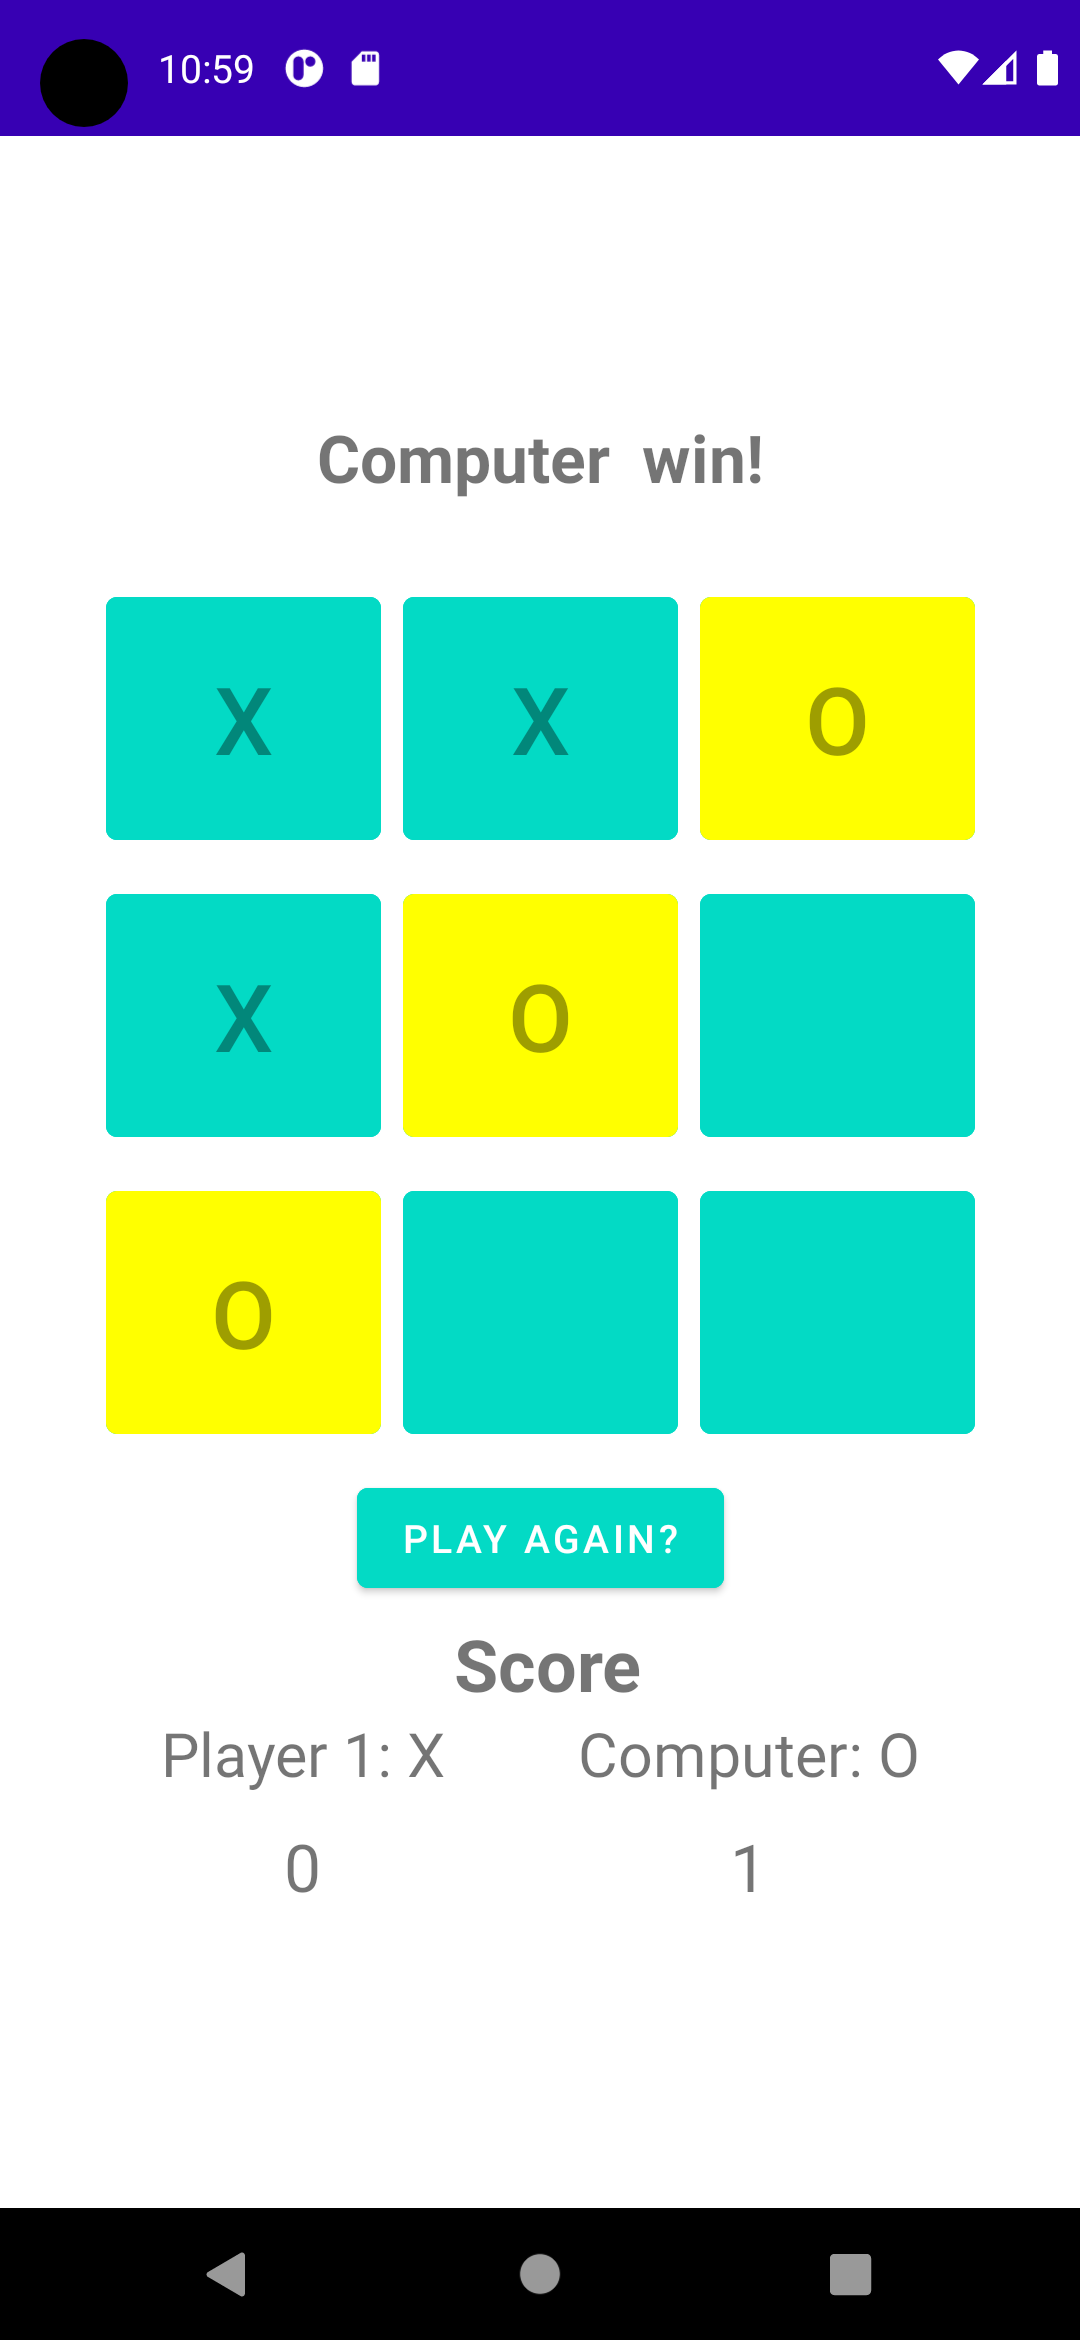 10:59
Computer  win!
X X O
X O
O
PLAY AGAIN?
Score
Player 1: X Computer: O
0 1